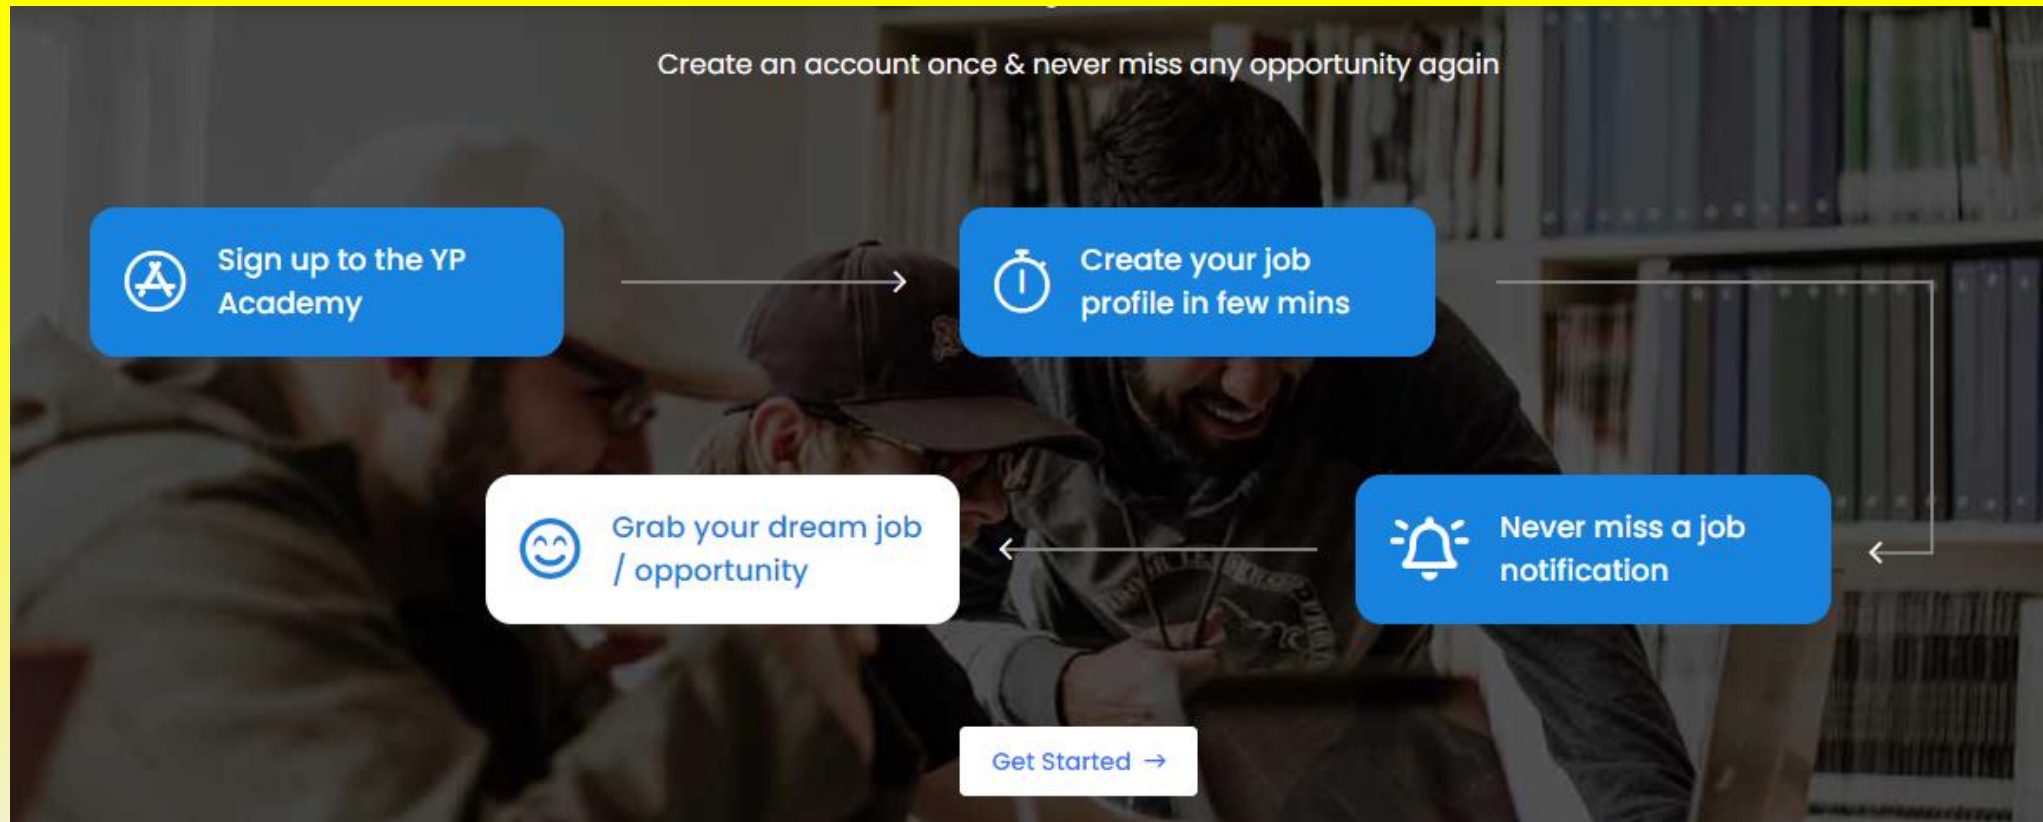 Create an account once & never miss any opportunity again
Sign up to the YP
Academy
Create your job
profile in few mins
Never miss a job
notification
Grab your dream job
/ opportunity
Get Started →